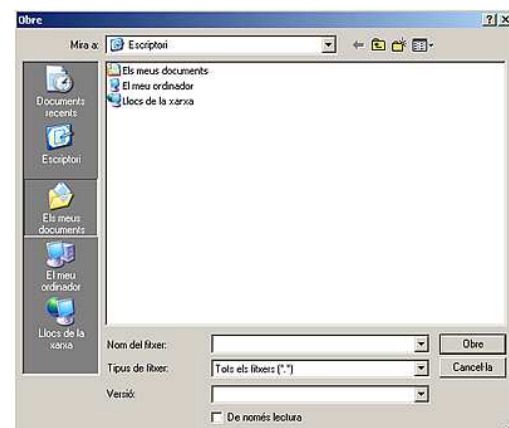 Obre
Mira a: Escriptori
Els meus documents
El meu ordinador
Llocs de la xarxa
Documents
recents
Escriptori
Els meus
documents
El meu
ordinador
Llocs de la
xarxa
Nom del fitxer:
Obre
Tipus de fitxer: Tots els fitxers (*.*)
Cancel·la
Versió:
De només lectura